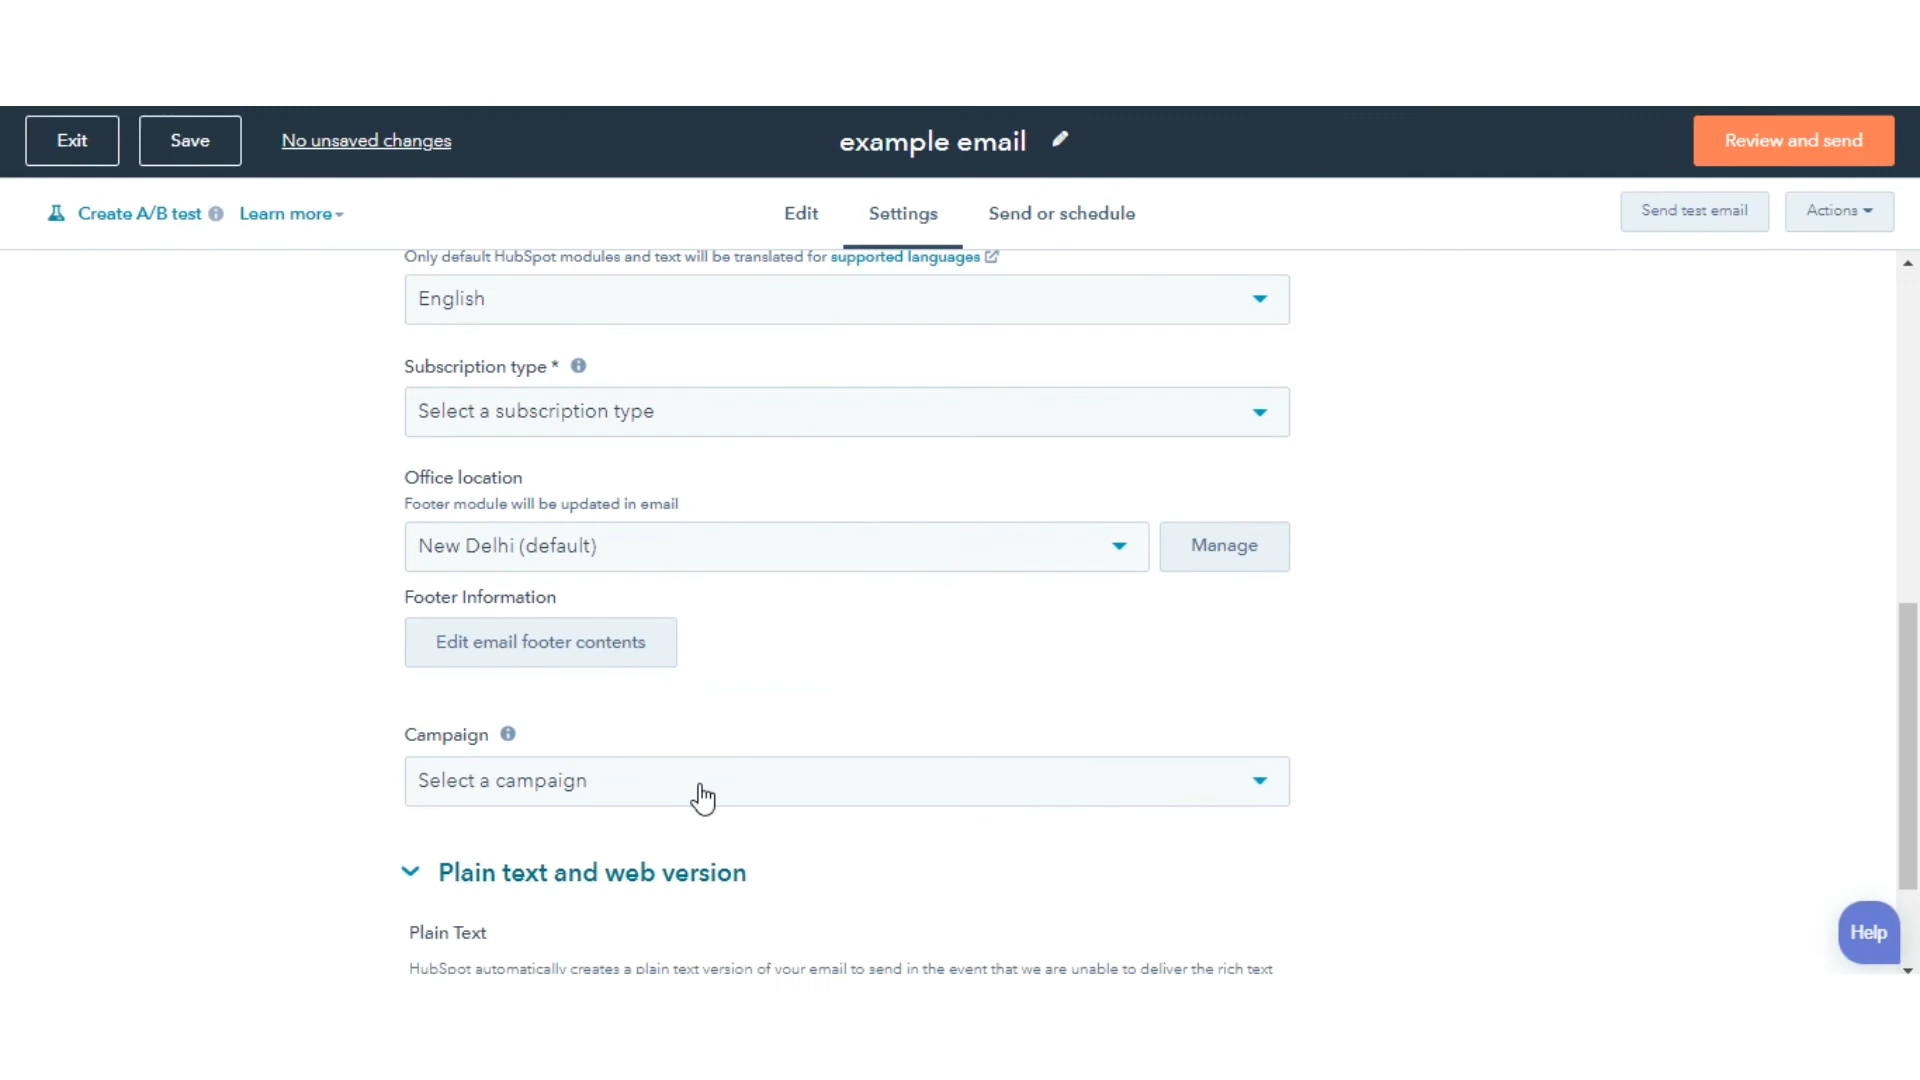 Exit
Save
No unsaved changes
example email
Review and send
Create A/B test
Learn more
Edit
Settings
Send or schedule
Send test email
Actions
Only default HubSpot modules and text will be translated for supported languages
English
Subscription type *
Select a subscription type
Office location
Footer module will be updated in email
New Delhi (default)
Manage
Footer Information
Edit email footer contents
Campaign
Select a campaign
Plain text and web version
Plain Text
HubSpot automatically creates a plain text version of your email to send in the event that we are unable to deliver the rich text
Help